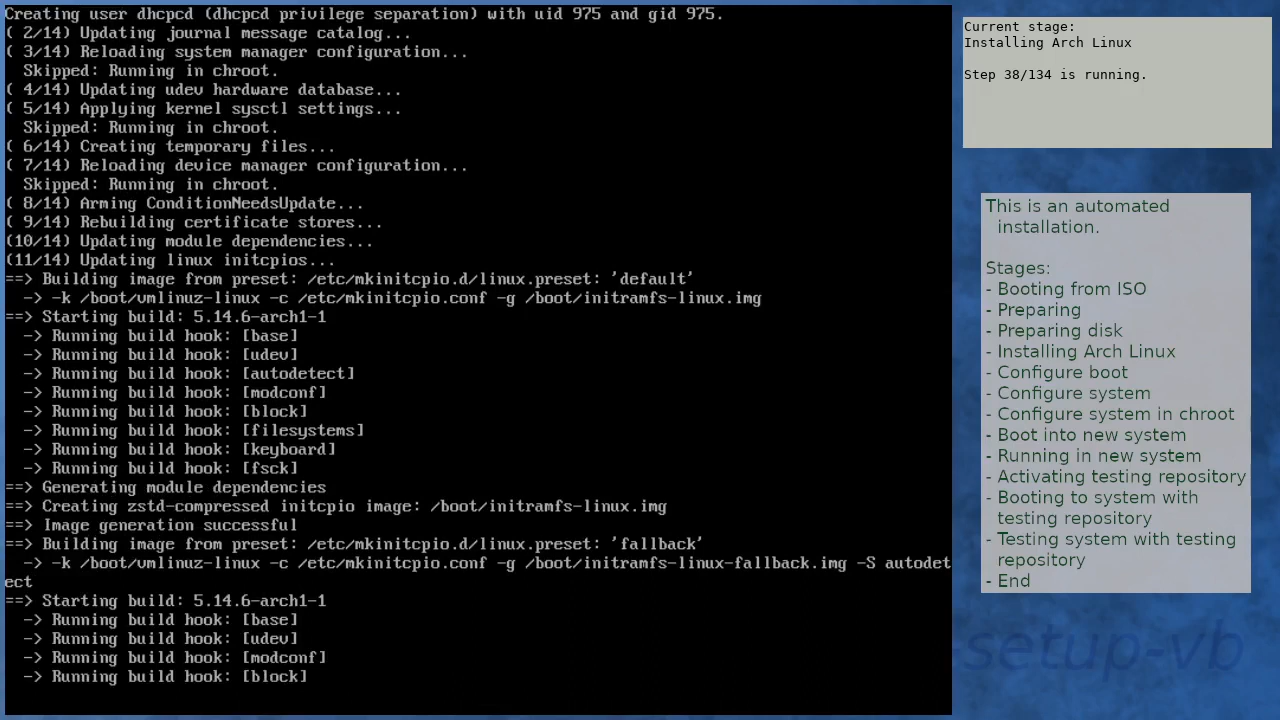 Creating user dhcpcd (dhcpcd privilege separation) with uid 975 and gid 975.
( 2/14) Updating journal message catalog...
( 3/14) Reloading system manager configuration...
  Skipped: Running in chroot.
( 4/14) Updating udev hardware database...
( 5/14) Applying kernel sysctl settings...
  Skipped: Running in chroot.
( 6/14) Creating temporary files...
( 7/14) Reloading device manager configuration...
  Skipped: Running in chroot.
( 8/14) Arming ConditionNeedsUpdate...
( 9/14) Rebuilding certificate stores...
(10/14) Updating module dependencies...
(11/14) Updating linux initcpios...
==> Building image from preset: /etc/mkinitcpio.d/linux.preset: 'default'
  -> -k /boot/vmlinuz-linux -c /etc/mkinitcpio.conf -g /boot/initramfs-linux.img
==> Starting build: 5.14.6-arch1-1
  -> Running build hook: [base]
  -> Running build hook: [udev]
  -> Running build hook: [autodetect]
  -> Running build hook: [modconf]
  -> Running build hook: [block]
  -> Running build hook: [filesystems]
  -> Running build hook: [keyboard]
  -> Running build hook: [fsck]
==> Generating module dependencies
==> Creating zstd-compressed initcpio image: /boot/initramfs-linux.img
==> Image generation successful
==> Building image from preset: /etc/mkinitcpio.d/linux.preset: 'fallback'
  -> -k /boot/vmlinuz-linux -c /etc/mkinitcpio.conf -g /boot/initramfs-linux-fallback.img -S autodet
ect
==> Starting build: 5.14.6-arch1-1
  -> Running build hook: [base]
  -> Running build hook: [udev]
  -> Running build hook: [modconf]
  -> Running build hook: [block]
Current stage:
Installing Arch Linux
Step 38/134 is running.
This is an automated
installation.
Stages:
- Booting from ISO
- Preparing
- Preparing disk
- Installing Arch Linux
- Configure boot
- Configure system
- Configure system in chroot
- Boot into new system
- Running in new system
- Activating testing repository
- Booting to system with
testing repository
- Testing system with testing
repository
- End
-setup-vb